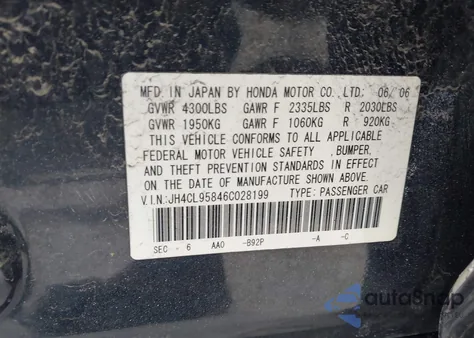 MFD. IN JAPAN BY HONDA MOTOR CO., LTD. 06/06
GVWR 4300LBS GAWR F 2335LBS R 2030LBS
GVWR 1950KG GAWR F 1060KG R 920KG
THIS VEHICLE CONFORMS TO ALL APPLICABLE
FEDERAL MOTOR VEHICLE SAFETY , BUMPER,
AND THEFT PREVENTION STANDARDS IN EFFECT
ON THE DATE OF MANUFACTURE SHOWN ABOVE.
V.I.N.:JH4CL95846C028199 TYPE: PASSENGER CAR
SEC - 6 AAO -B92P -A -C
autosnap